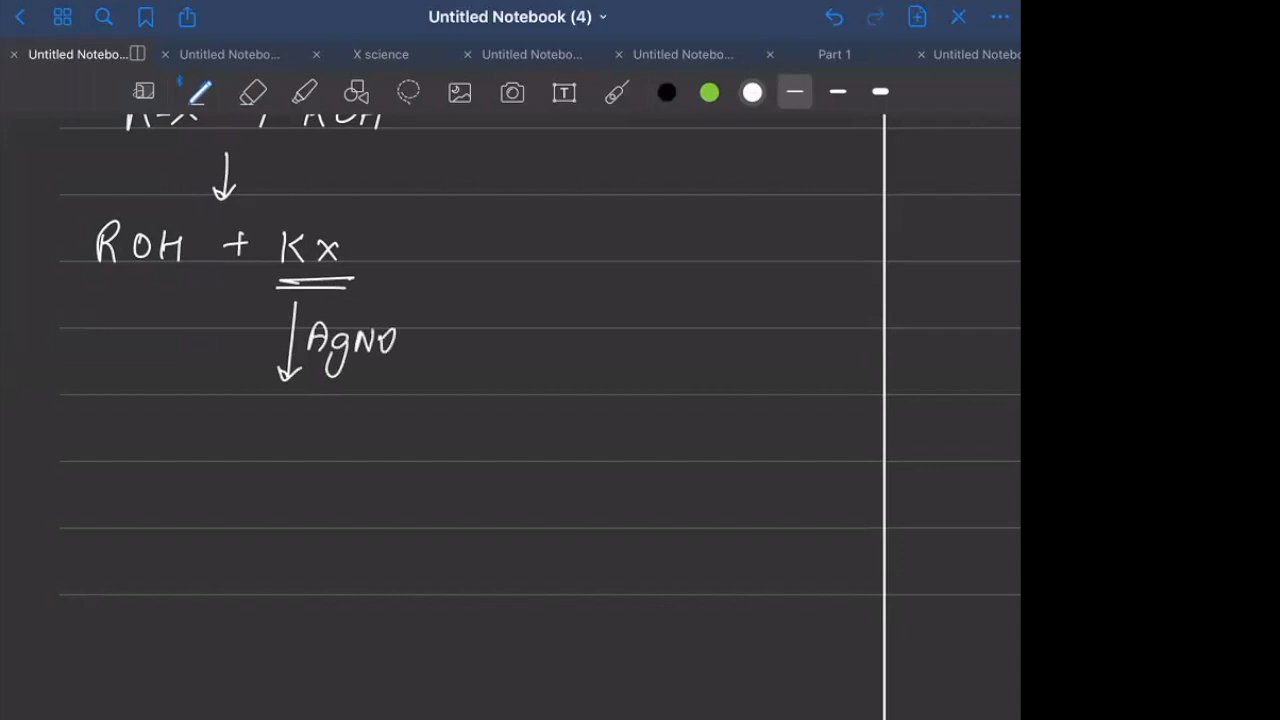 Untitled Notebook (4)
Untitled Notebo... Untitled Notebo... X science Untitled Notebo... Untitled Notebo... Part 1 Untitled Notebo
ROH + Kx
AgNO